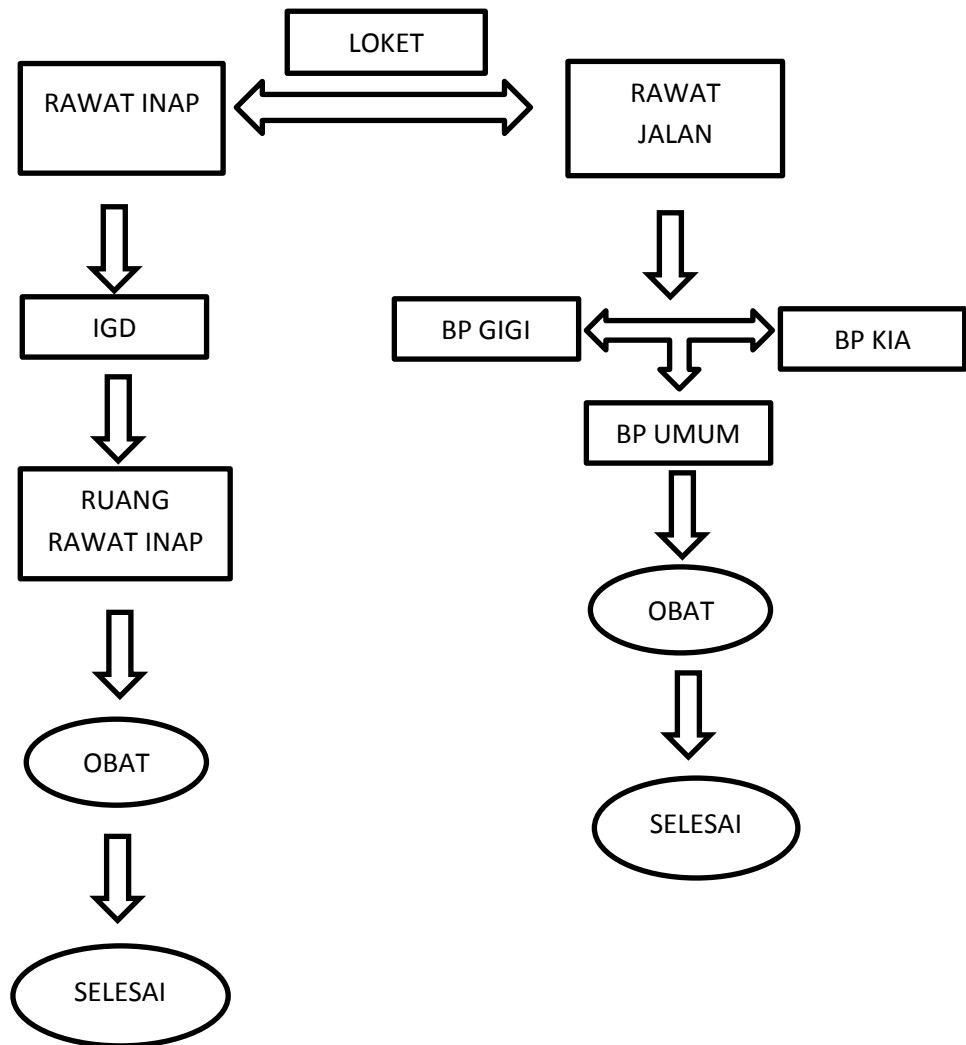 LOKET
RAWAT INAP
RAWAT
JALAN
IGD
BP GIGI
BP KIA
BP UMUM
RUANG
RAWAT INAP
OBAT
OBAT
SELESAI
SELESAI